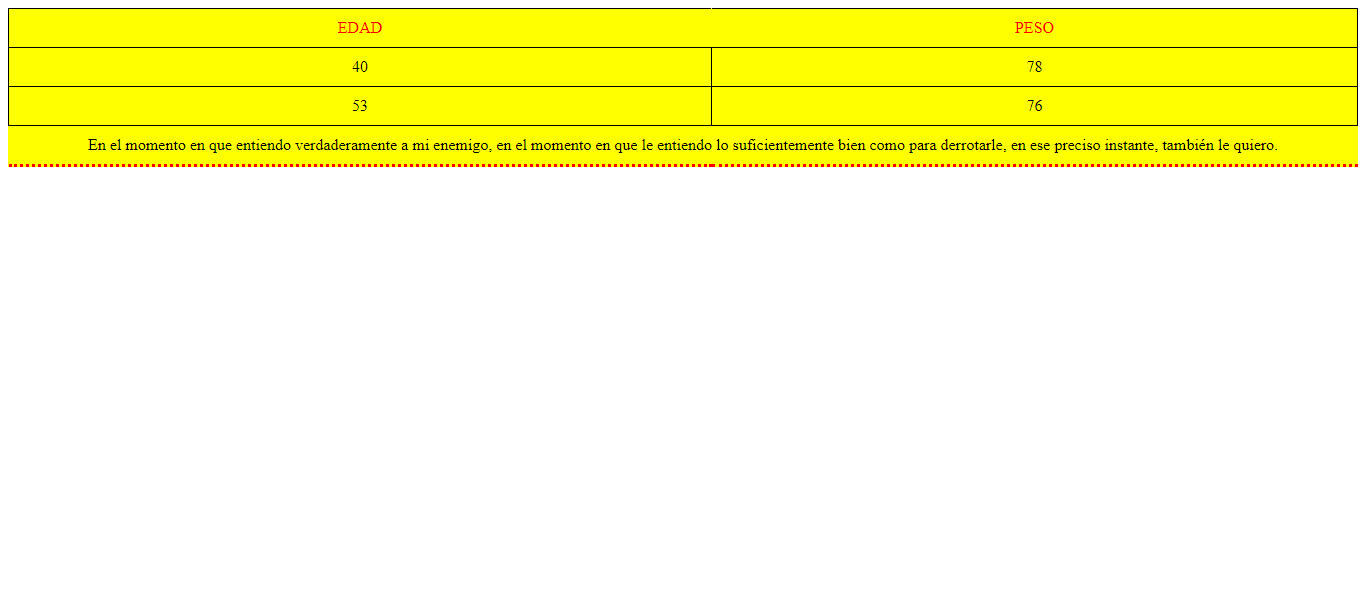 EDAD PESO
40 78
53 76
En el momento en que entiendo verdaderamente a mi enemigo, en el momento en que le entiendo lo suficientemente bien como para derrotarle, en ese preciso instante, también le quiero.